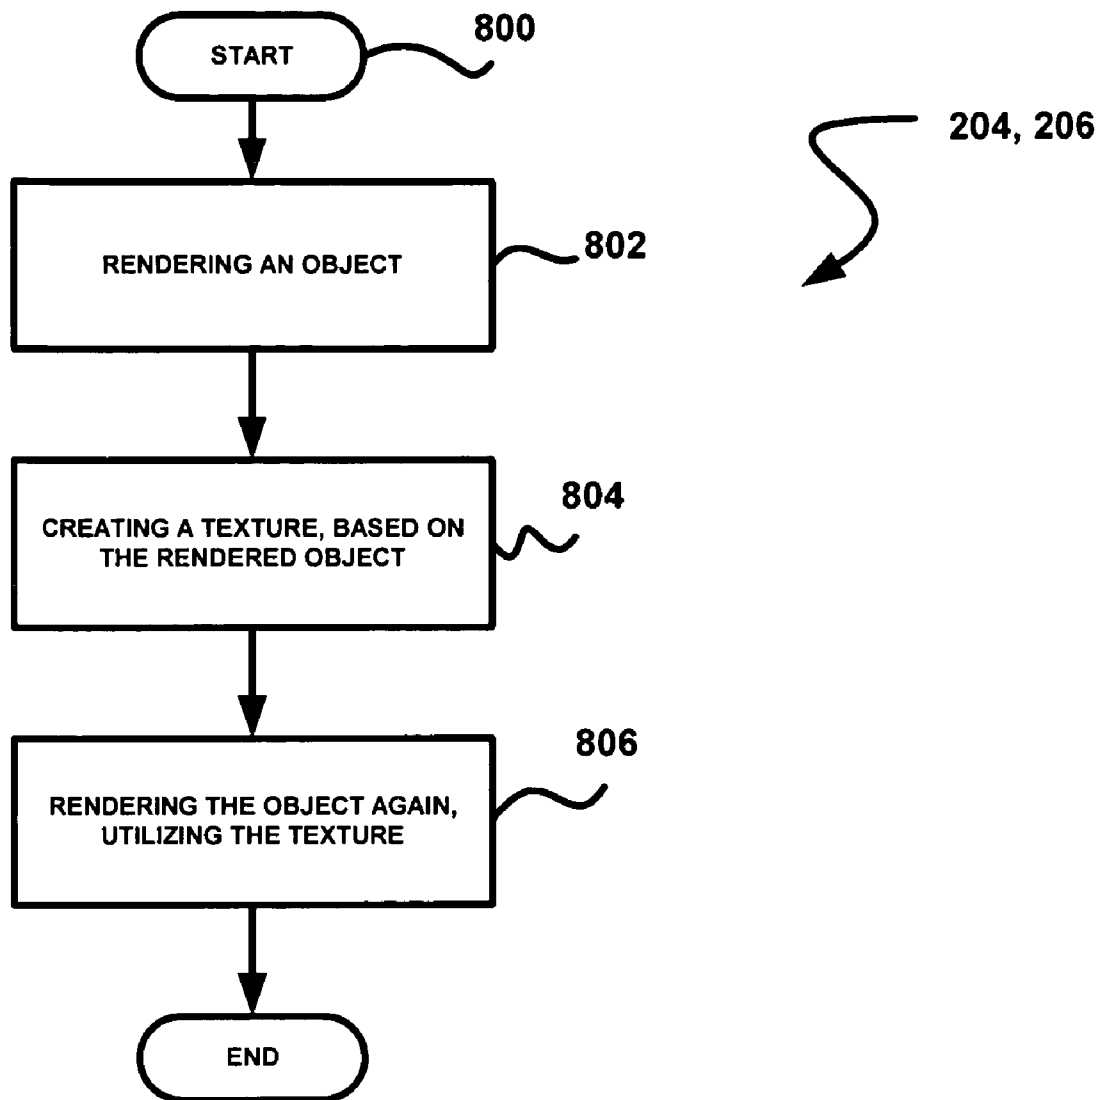 START
800
204, 206
RENDERING AN OBJECT
802
CREATING A TEXTURE, BASED ON
THE RENDERED OBJECT
804
RENDERING THE OBJECT AGAIN,
UTILIZING THE TEXTURE
806
END